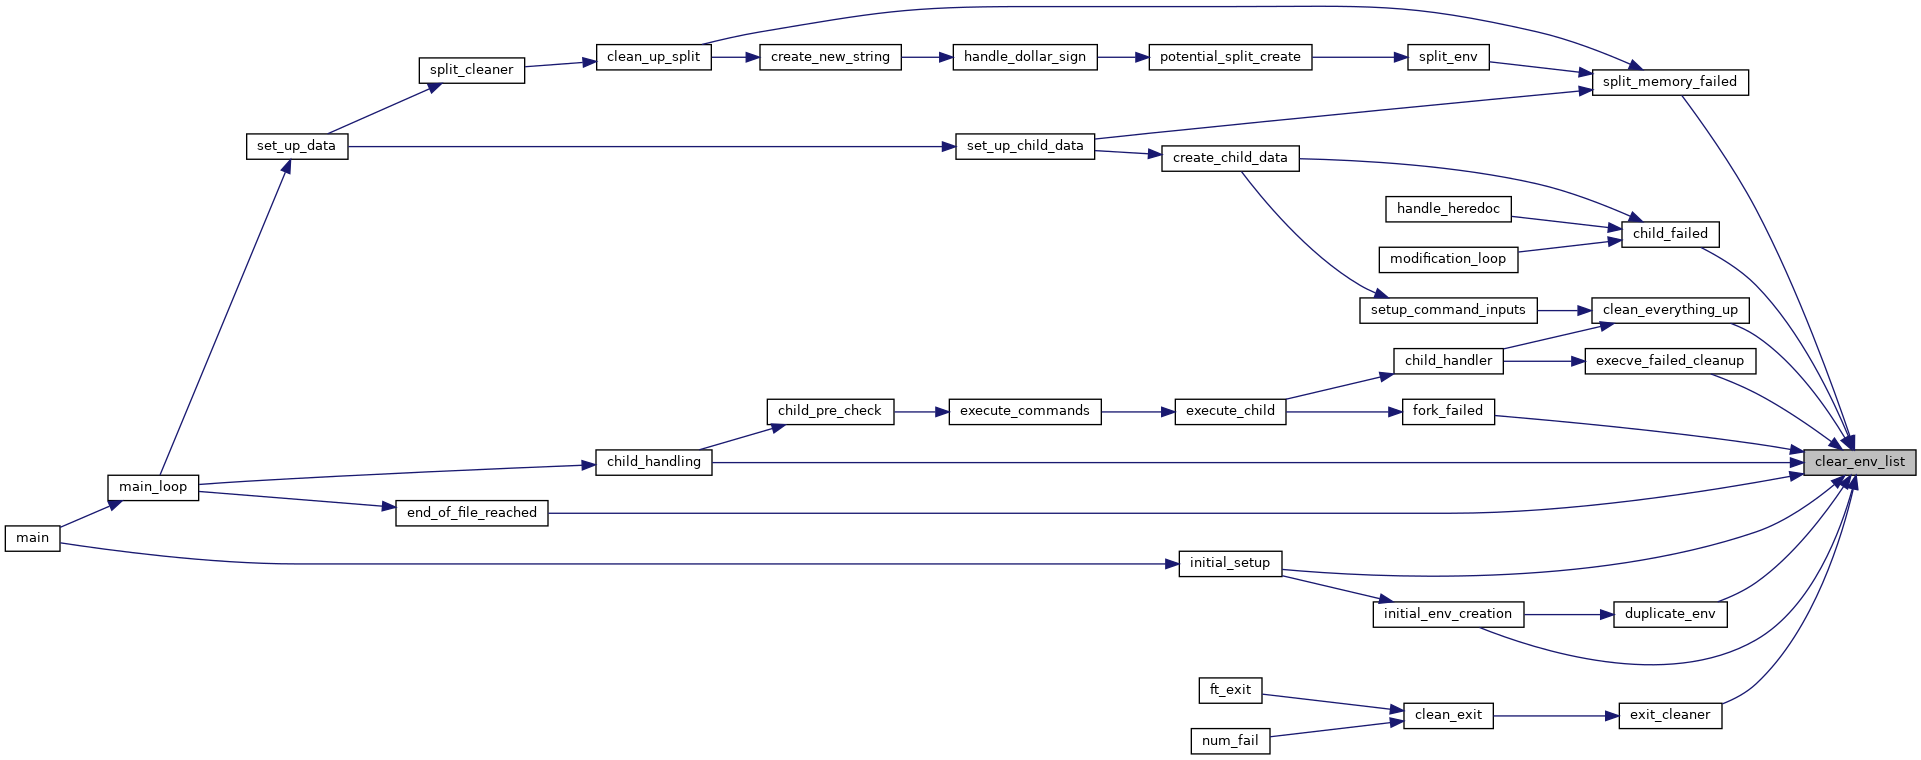 clean_up_split
create_new_string
handle_dollar_sign
potential_split_create
split_env
split_cleaner
split_memory_failed
set_up_data
set_up_child_data
create_child_data
handle_heredoc
child_failed
modification_loop
setup_command_inputs
clean_everything_up
child_handler
execve_failed_cleanup
child_pre_check
execute_commands
execute_child
fork_failed
child_handling
clear_env_list
main_loop
end_of_file_reached
main
initial_setup
initial_env_creation
duplicate_env
ft_exit
clean_exit
exit_cleaner
num_fail